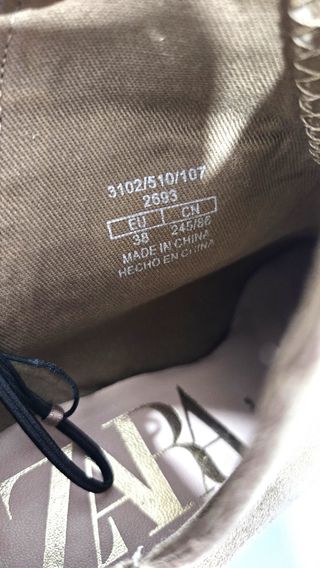 3102/510/107
2693
EU CN
38 245/86
MADE IN CHINA
HECHO EN CHINA
ZARA